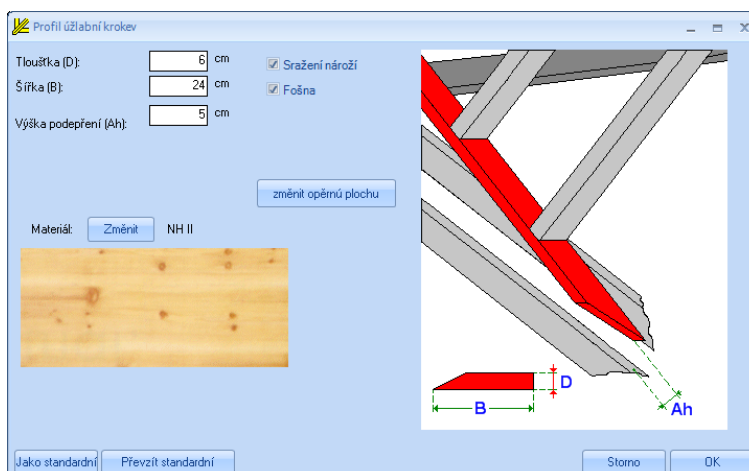 Profil úžlabní krokev
Tloušťka (D): 6 cm
Sražení nároží
Šířka (B): 24 cm
Fošna
Výška podepření (Ah): 5 cm
změnit opěrnú plochu
Materiál: Změnit NH II
D
B
Ah
Jako standardní Převzít standardní Storno OK